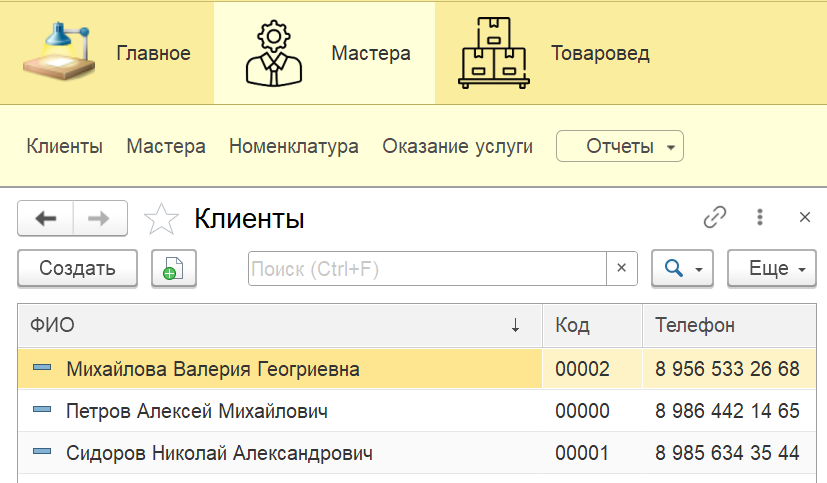 Главное Мастера Товаровед
Клиенты Мастера Номенклатура Оказание услуги Отчеты
Клиенты
Создать Поиск (Ctrl+F) × Еще
ФИО ↓ Код Телефон
Михайлова Валерия Геогриевна 00002 8 956 533 26 68
Петров Алексей Михайлович 00000 8 986 442 14 65
Сидоров Николай Александрович 00001 8 985 634 35 44